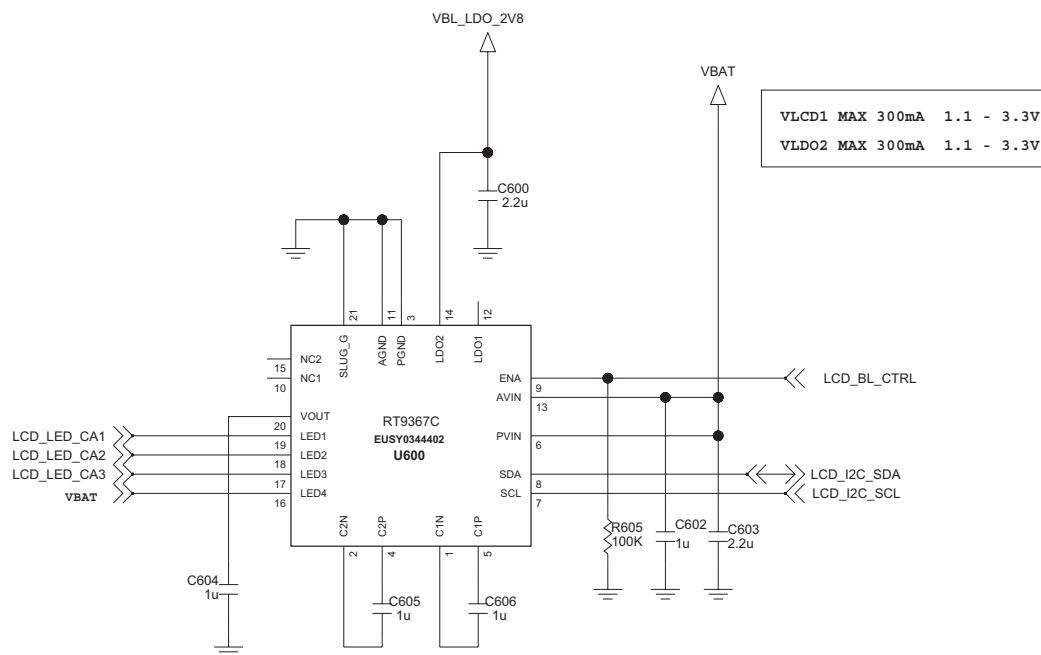 VBL_LDO_2V8
VBAT
VLCD1 MAX 300mA 1.1 - 3.3V
VLDO2 MAX 300mA 1.1 - 3.3V
C600
2.2u
21
11
3
14
12
SLUG_G
AGND
PGND
LDO2
LDO1
NC2
15
NC1
10
ENA
9
LCD_BL_CTRL
AVIN
13
VOUT
20
RT9367C
EUSY0344402
U600
PVIN
6
LCD_LED_CA1
LED1
19
LCD_LED_CA2
LED2
18
LCD_LED_CA3
LED3
17
VBAT
LED4
16
SDA
8
LCD_I2C_SDA
SCL
7
LCD_I2C_SCL
C2N
C2P
C1N
C1P
2
4
1
5
R605
100K
C602
1u
C603
2.2u
C604
1u
C605
1u
C606
1u